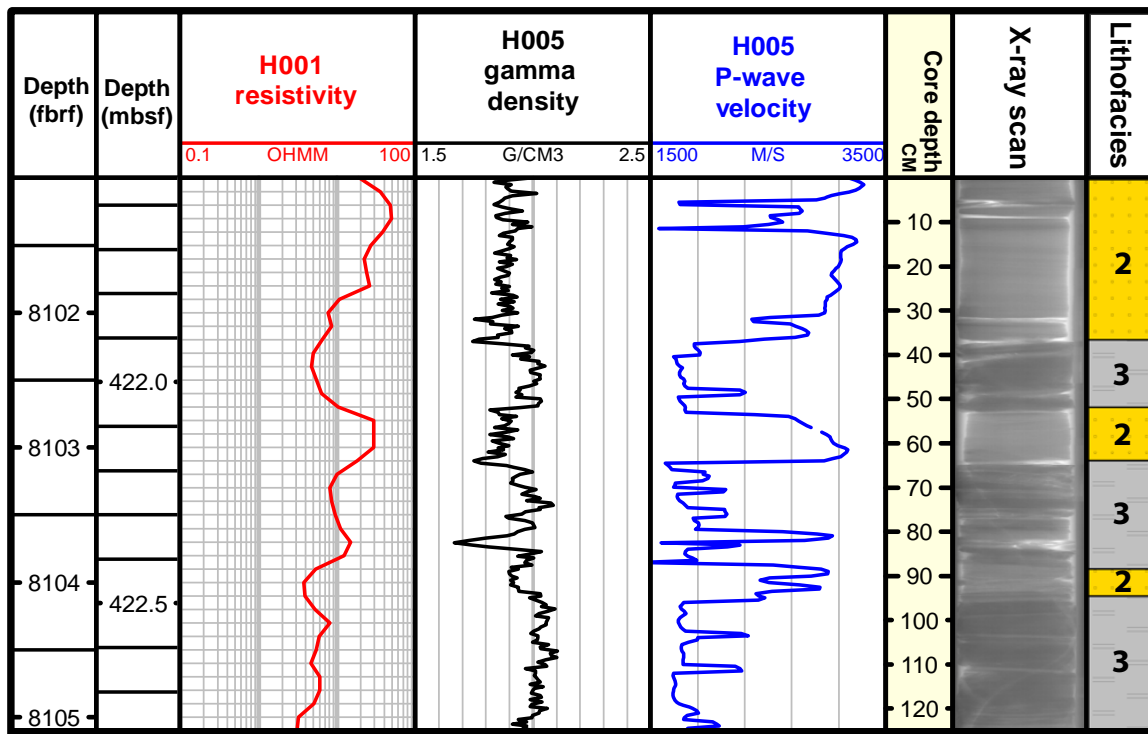 Depth
(fbrf)
Depth
(mbsf)
H001
resistivity
0.1 OHMM 100
H005
gamma
density
1.5 G/CM3 2.5
H005
P-wave
velocity
1500 M/S 3500
Core depth
CM
X-ray scan
Lithofacies
8102
8103
8104
8105
422.0
422.5
10
20
30
40
50
60
70
80
90
100
110
120
2
3
2
3
2
3